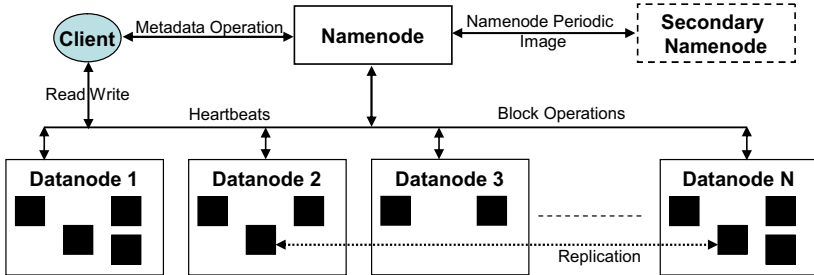 Client
Metadata Operation
Namenode
Namenode Periodic
Image
Secondary
Namenode
Read Write
Heartbeats
Block Operations
Datanode 1
Datanode 2
Datanode 3
Datanode N
Replication